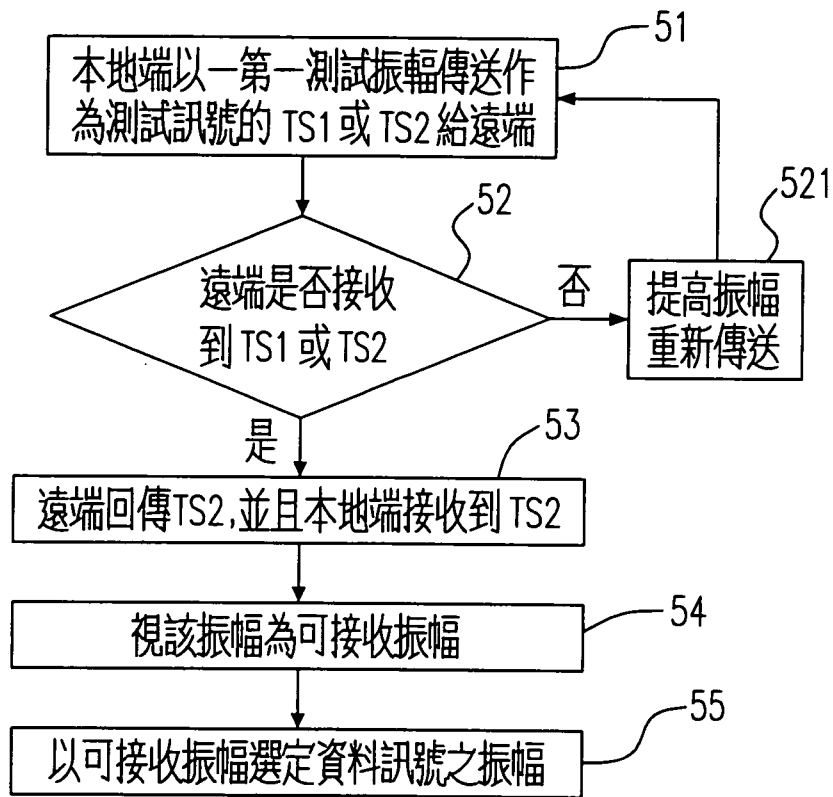 51
本地端以一第一測試振輻傳送作
為測試訊號的 TS1 或 TS2 給遠端
52
遠端是否接收
到 TS1 或 TS2
否
521
提高振幅
重新傳送
是
53
遠端回傳TS2,並且本地端接收到 TS2
54
視該振幅為可接收振幅
55
以可接收振幅選定資料訊號之振幅